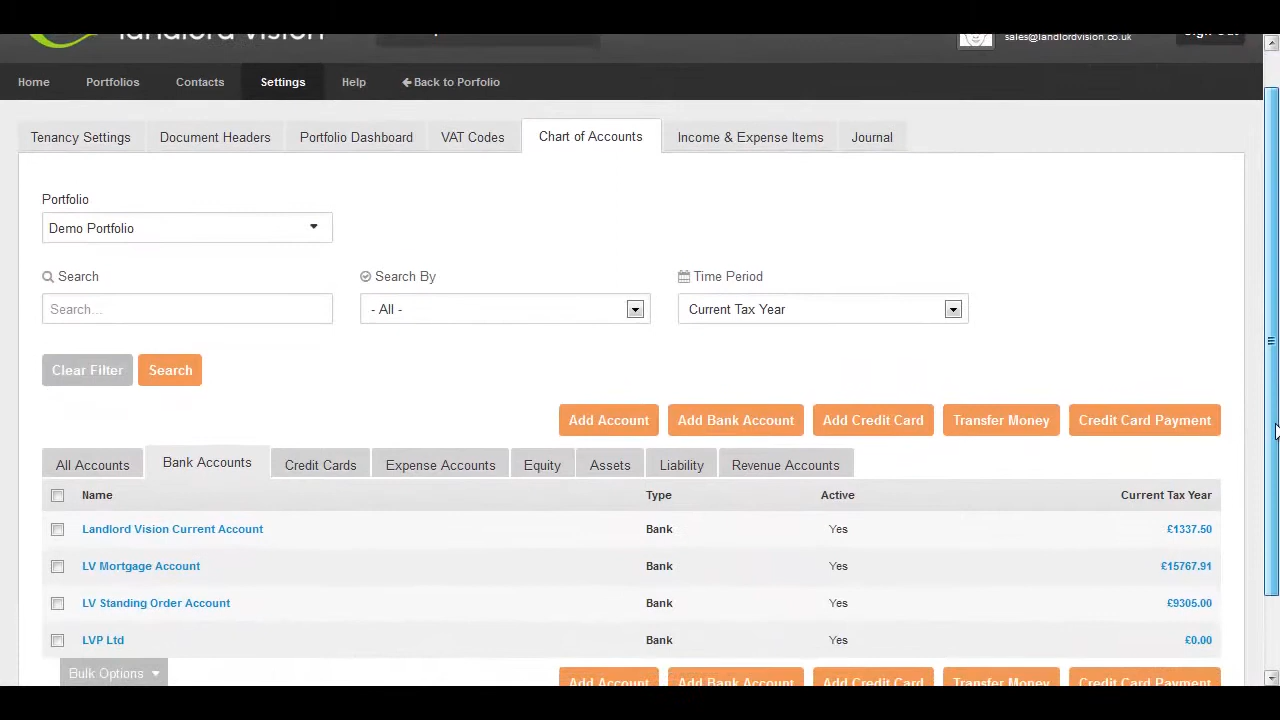 landlord vision
sales@landlordvision.co.uk
Sign Out
Home Portfolios Contacts Settings Help Back to Porfolio
Tenancy Settings Document Headers Portfolio Dashboard VAT Codes Chart of Accounts Income & Expense Items Journal
Portfolio
Demo Portfolio
Search Search By Time Period
Search... - All - Current Tax Year
Clear Filter Search
Add Account Add Bank Account Add Credit Card Transfer Money Credit Card Payment
All Accounts Bank Accounts Credit Cards Expense Accounts Equity Assets Liability Revenue Accounts
Name Type Active Current Tax Year
Landlord Vision Current Account Bank Yes £1337.50
LV Mortgage Account Bank Yes £15767.91
LV Standing Order Account Bank Yes £9305.00
LVP Ltd Bank Yes £0.00
Bulk Options Add Account Add Bank Account Add Credit Card Transfer Money Credit Card Payment